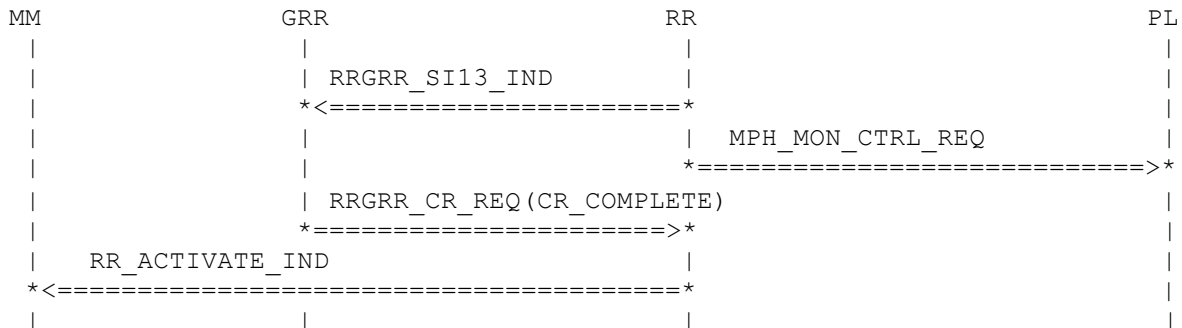 MM GRR RR PL
RRGRR_SI13_IND
MPH_MON_CTRL_REQ
RRGRR_CR_REQ(CR_COMPLETE)
RR_ACTIVATE_IND